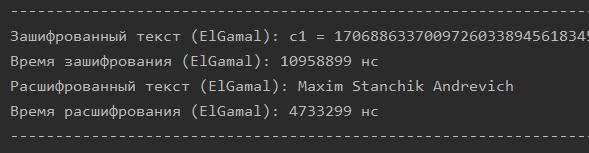 --------------------------------------------------------------------
Зашифрованный текст (ElGamal): c1 = 1706886337009726033894561834
Время зашифрования (ElGamal): 10958899 нс
Расшифрованный текст (ElGamal): Maxim Stanchik Andrevich
Время расшифрования (ElGamal): 4733299 нс
--------------------------------------------------------------------